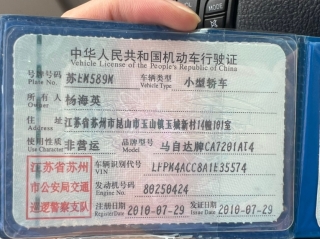 中华人民共和国机动车行驶证
Vehicle License of the People's Republic of China
号牌号码 Plate No. 苏EM589M 车辆类型 Vehicle Type 小型轿车
所有人 Owner 杨海英
住址 Address 江苏省苏州市昆山市玉山镇玉城新村14幢101室
使用性质 Use Character 非营运 Model 马自达牌CA7201AT4
江苏省苏州
市公安局交通
巡逻警察支队
车辆识别代号 VIN LFPM4ACC8A1E35574
发动机号码 Engine No. 80250424
注册日期 Register Date 2010-07-29 发证日期 Issue Date 2010-07-29